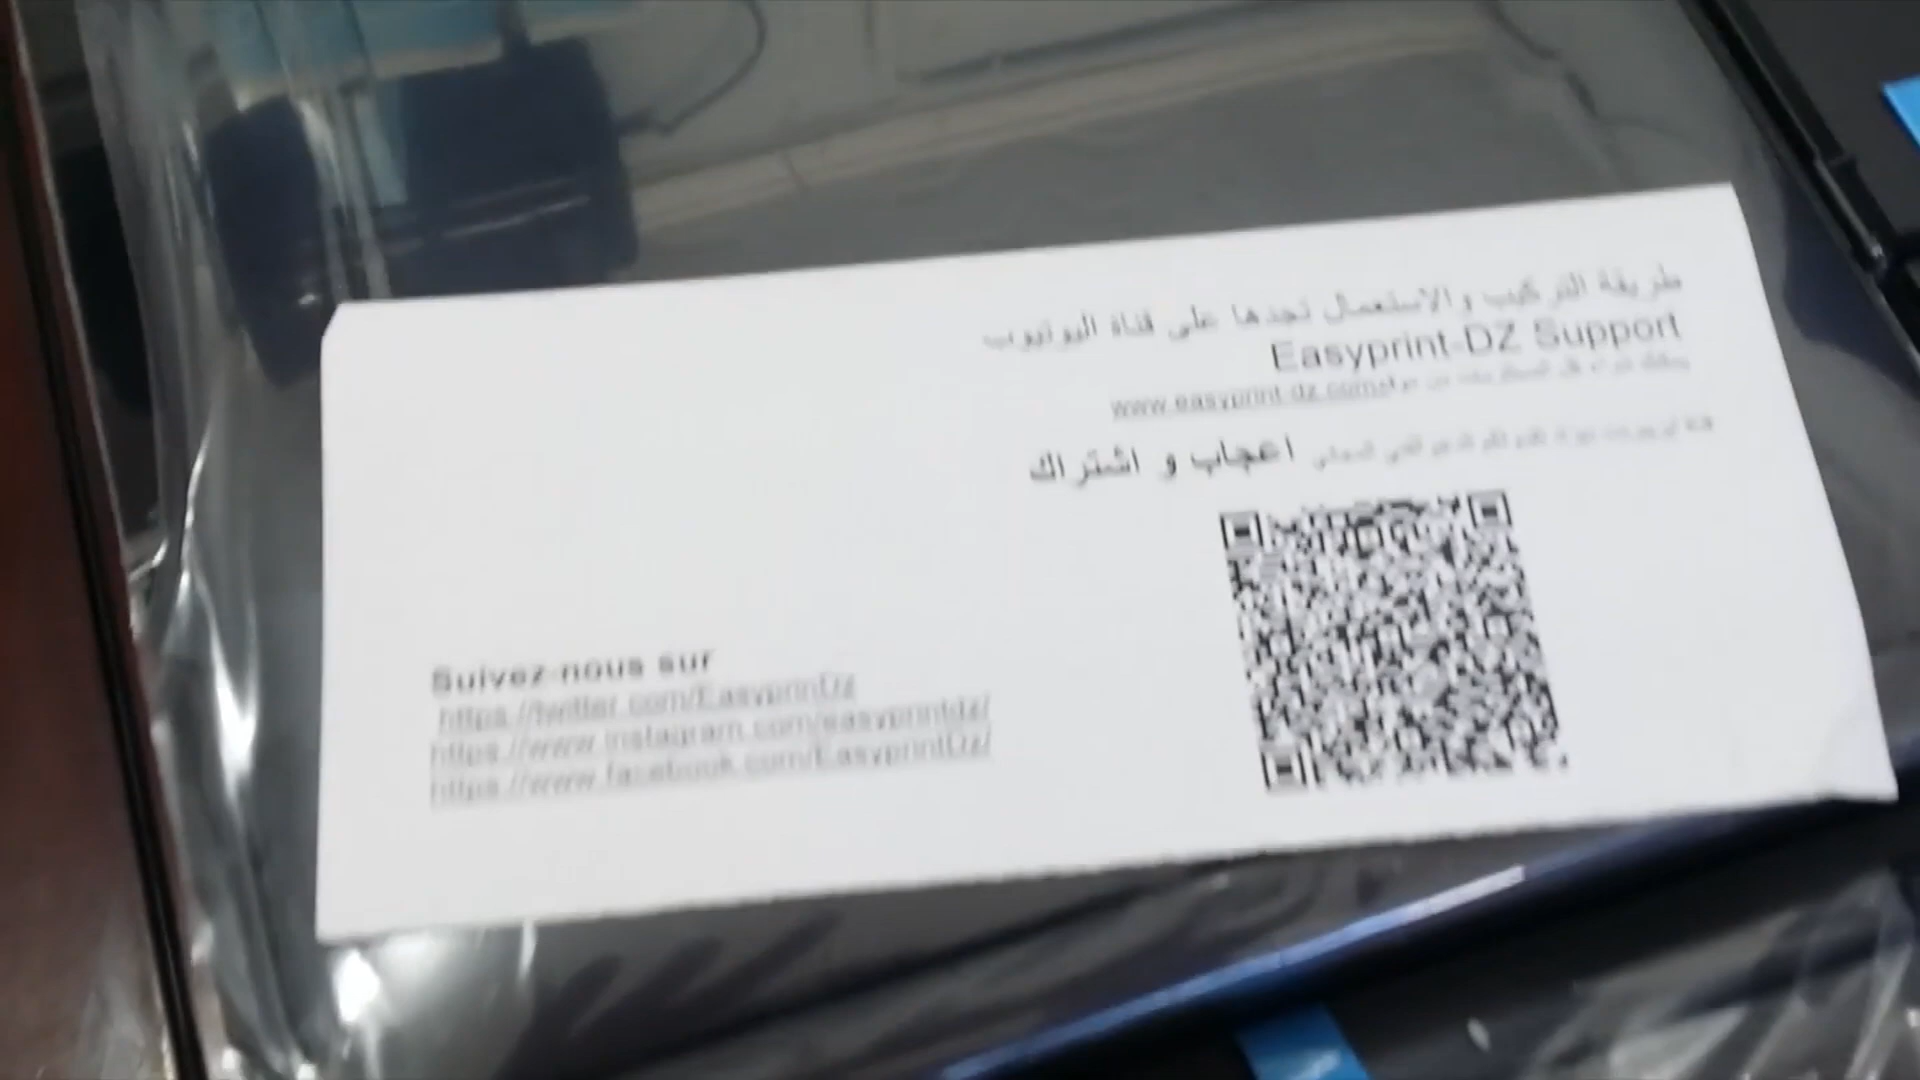 طريقة التركيب و الاستعمال تجدها على قناة اليوتيوب
Easyprint-DZ Support
www.easyprint-dz.com
اعجاب و اشتراك
Suivez-nous sur
https://twitter.com/EasyprintDz
https://www.instagram.com/easyprintdz/
https://www.facebook.com/EasyprintDz/